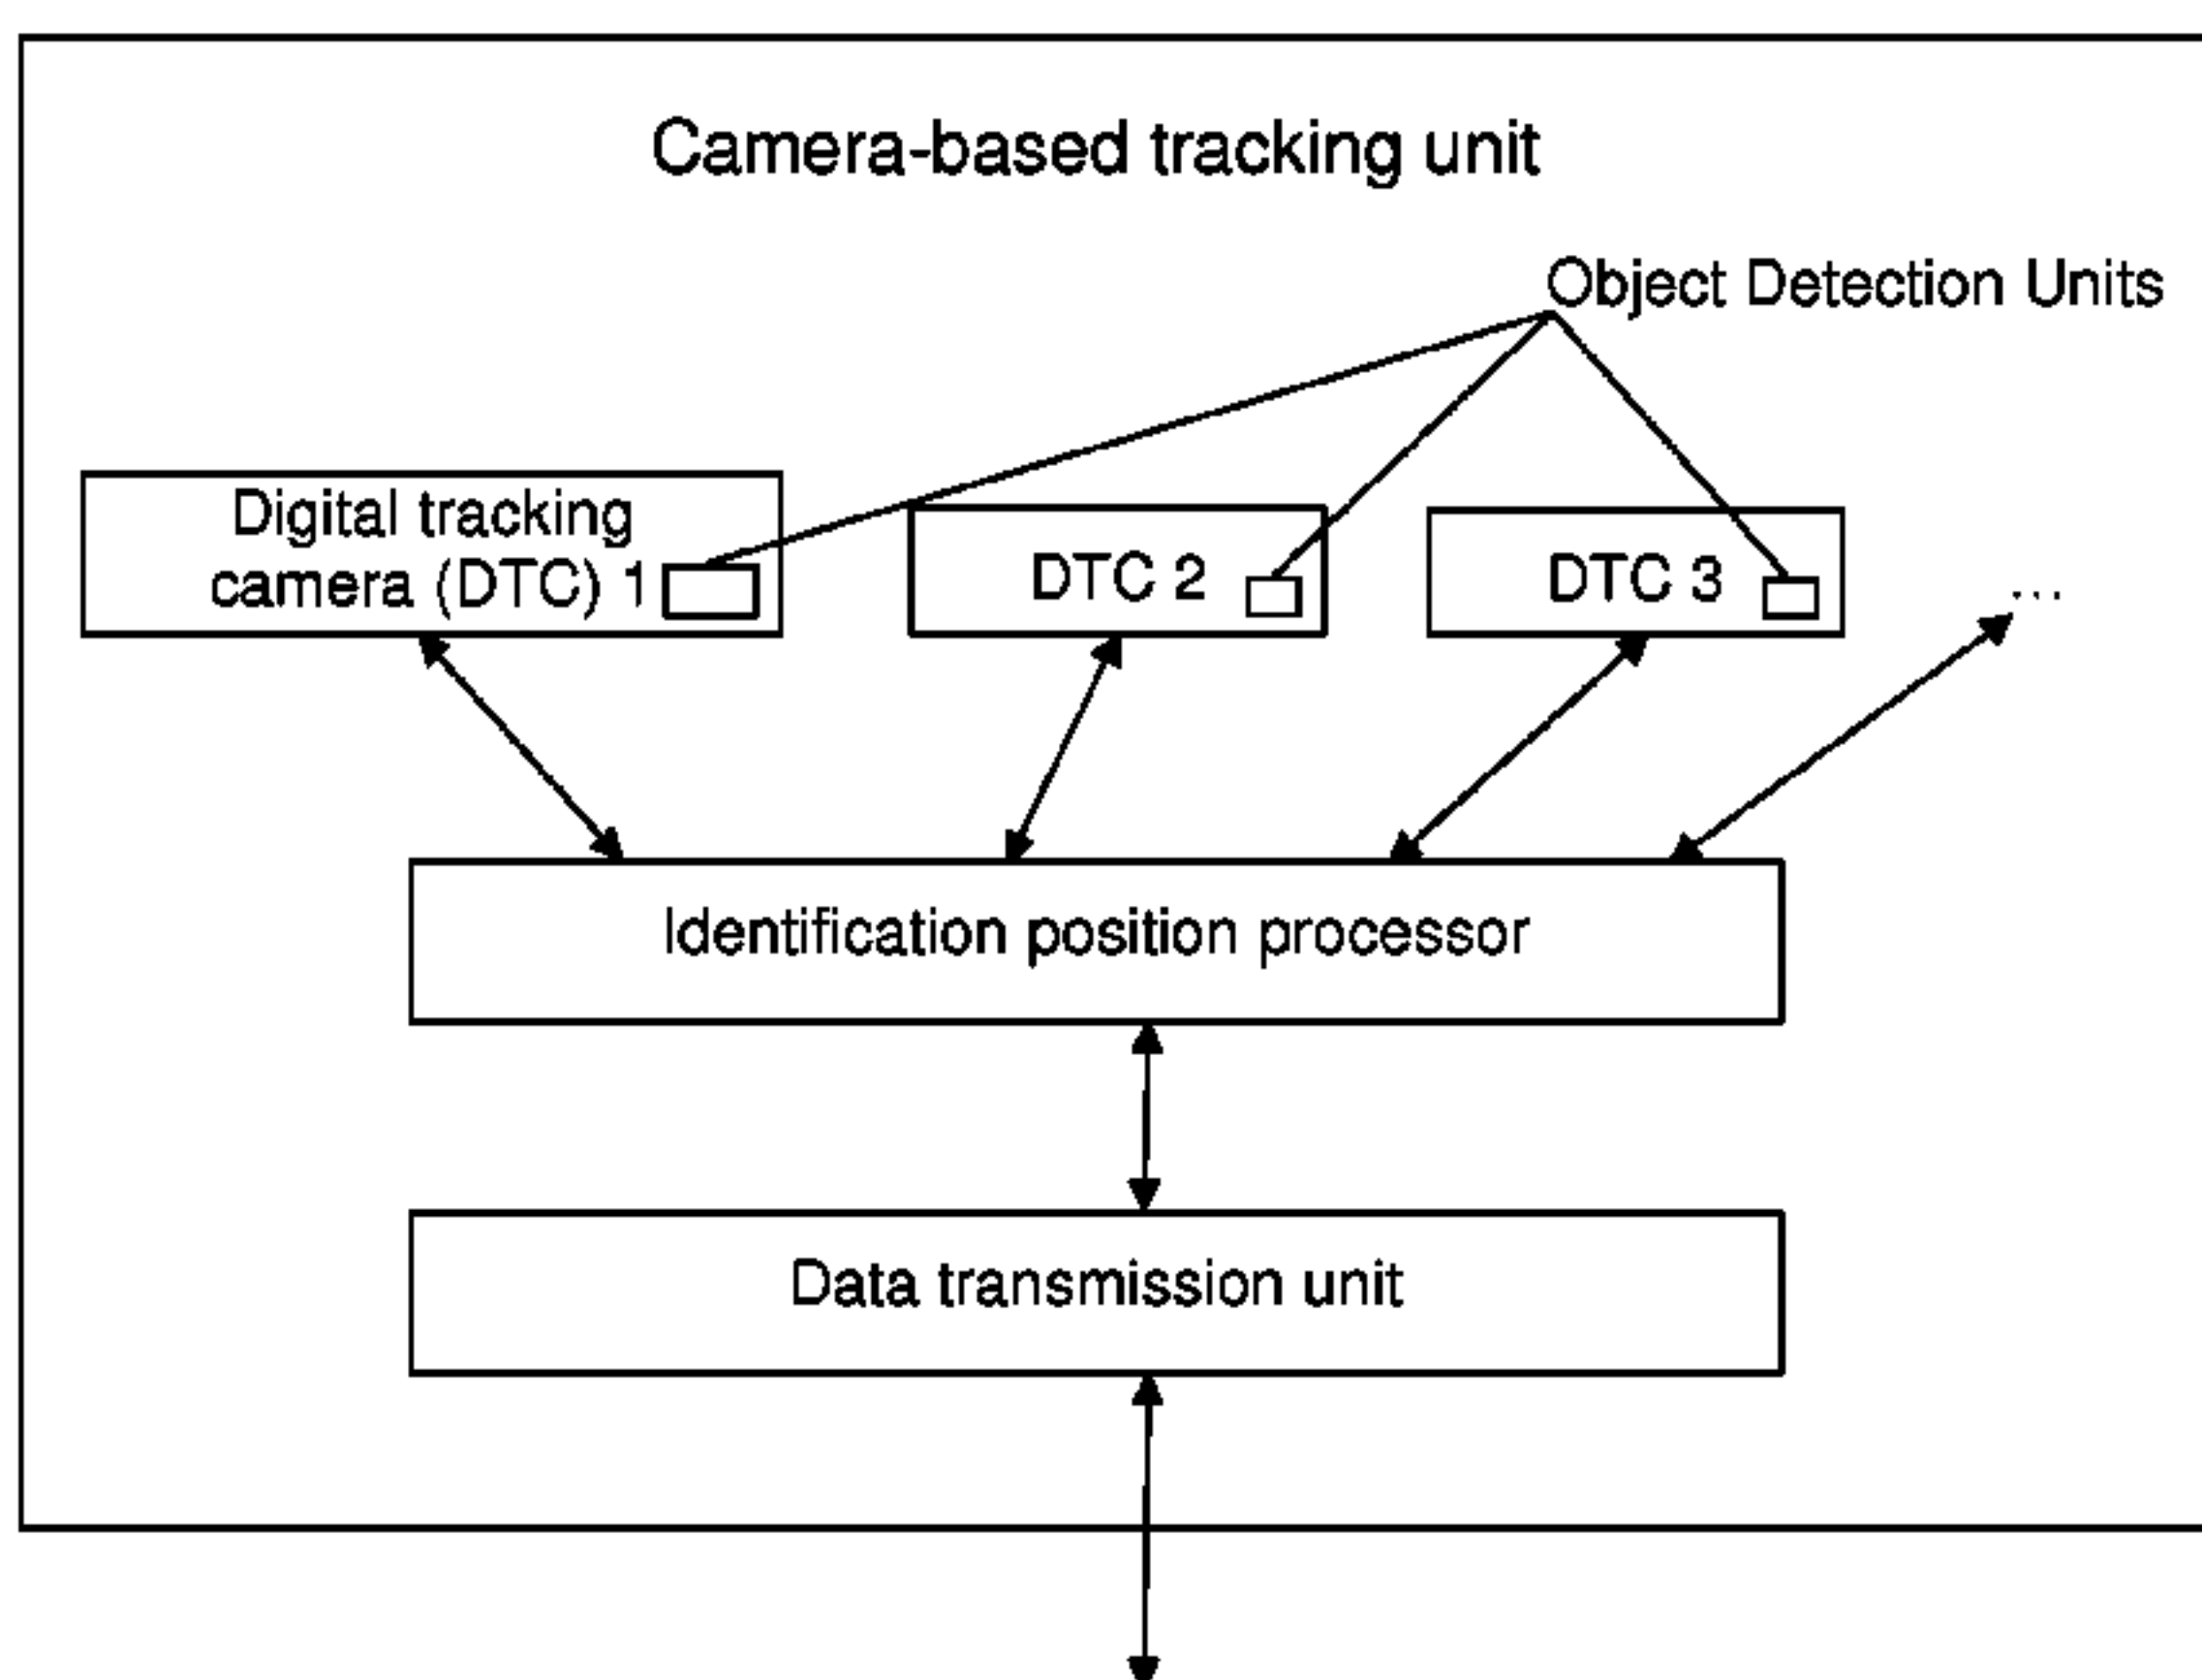 Camera-based tracking unit
Object Detection Units
Digital tracking
camera (DTC) 1
DTC 2
DTC 3
...
Identification position processor
Data transmission unit